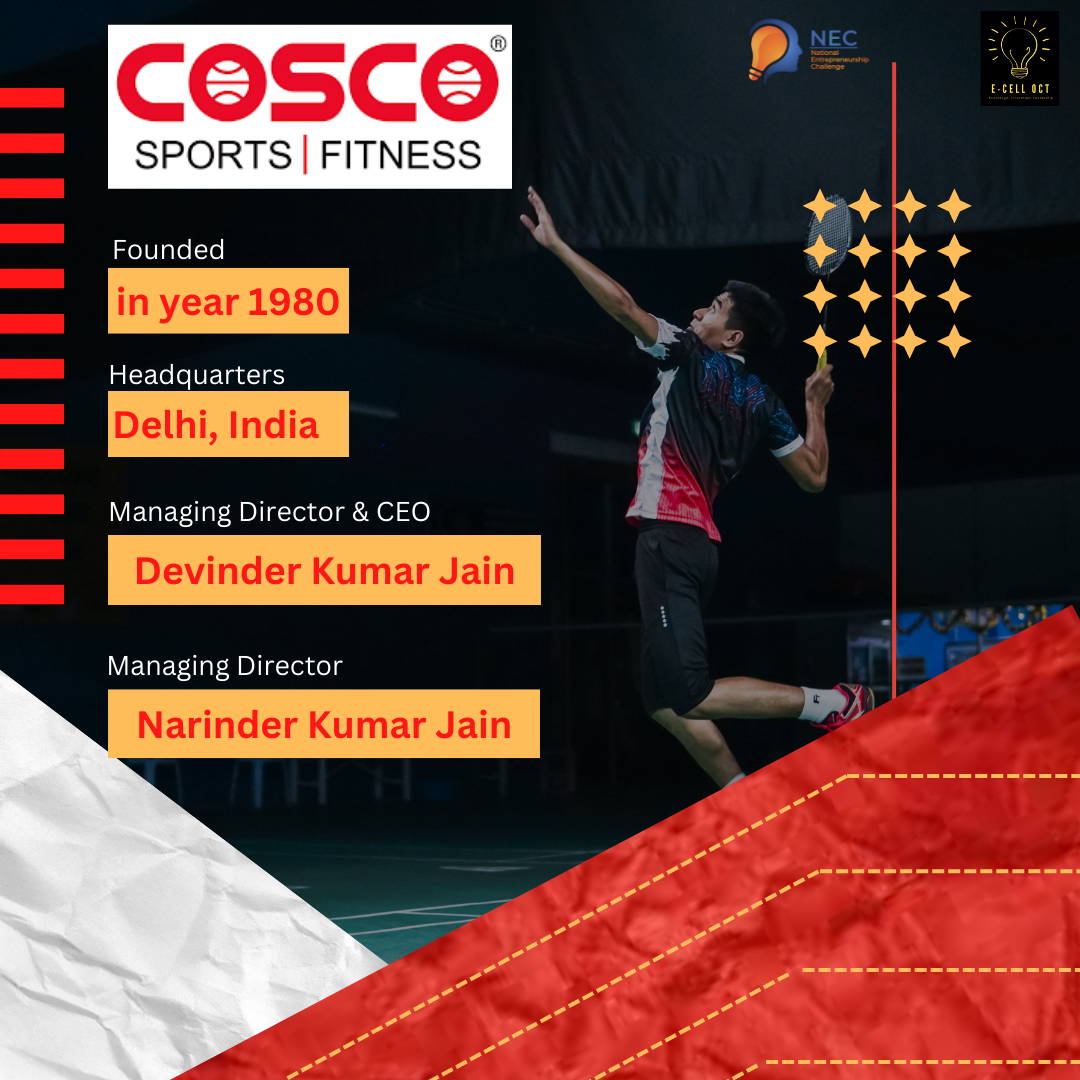 COSCO®
SPORTS | FITNESS
NEC
National
Entrepreneurship
Challenge
E-CELL OCT
Founded
in year 1980
Headquarters
Delhi, India
Managing Director & CEO
Devinder Kumar Jain
Managing Director
Narinder Kumar Jain